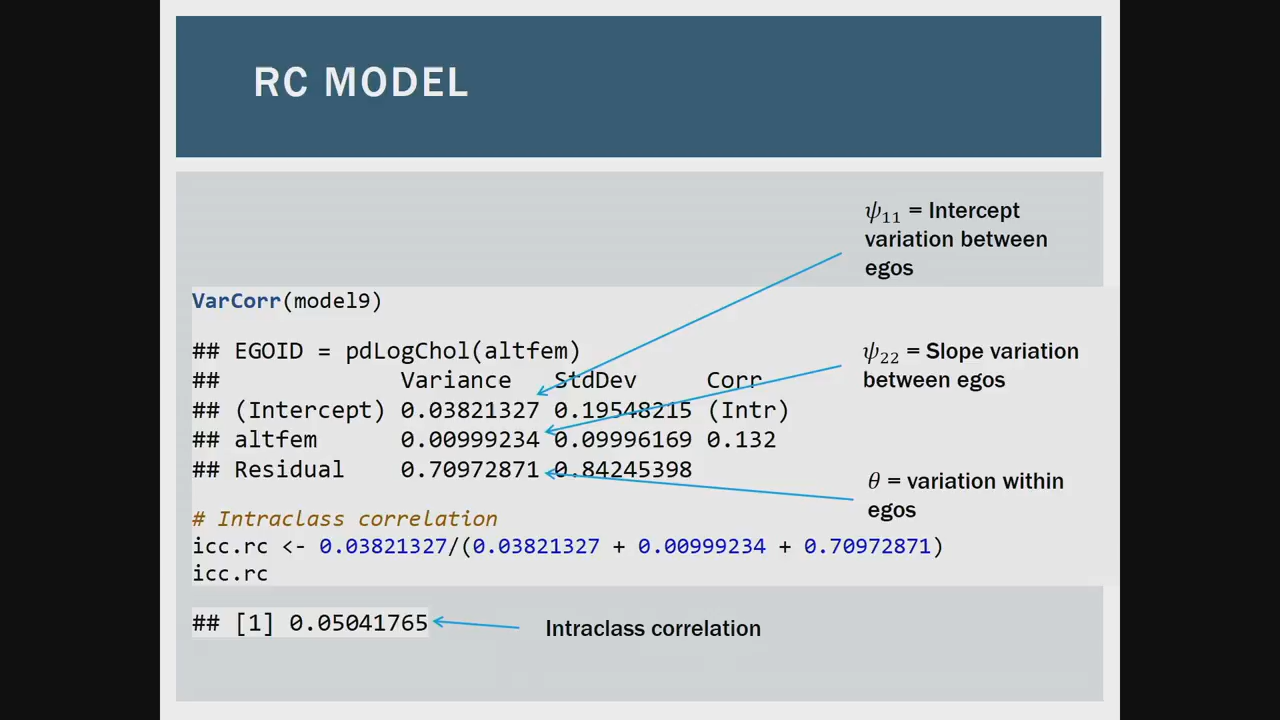 RC MODEL
ψ11 = Intercept
variation between
egos
VarCorr(model9)
## EGOID = pdLogChol(altfem)
## Variance StdDev Corr
## (Intercept) 0.03821327 0.19548215 (Intr)
## altfem 0.00999234 0.09996169 0.132
## Residual 0.70972871 0.84245398
ψ22 = Slope variation
between egos
θ = variation within
egos
# Intraclass correlation
icc.rc <- 0.03821327/(0.03821327 + 0.00999234 + 0.70972871)
icc.rc
## [1] 0.05041765
Intraclass correlation